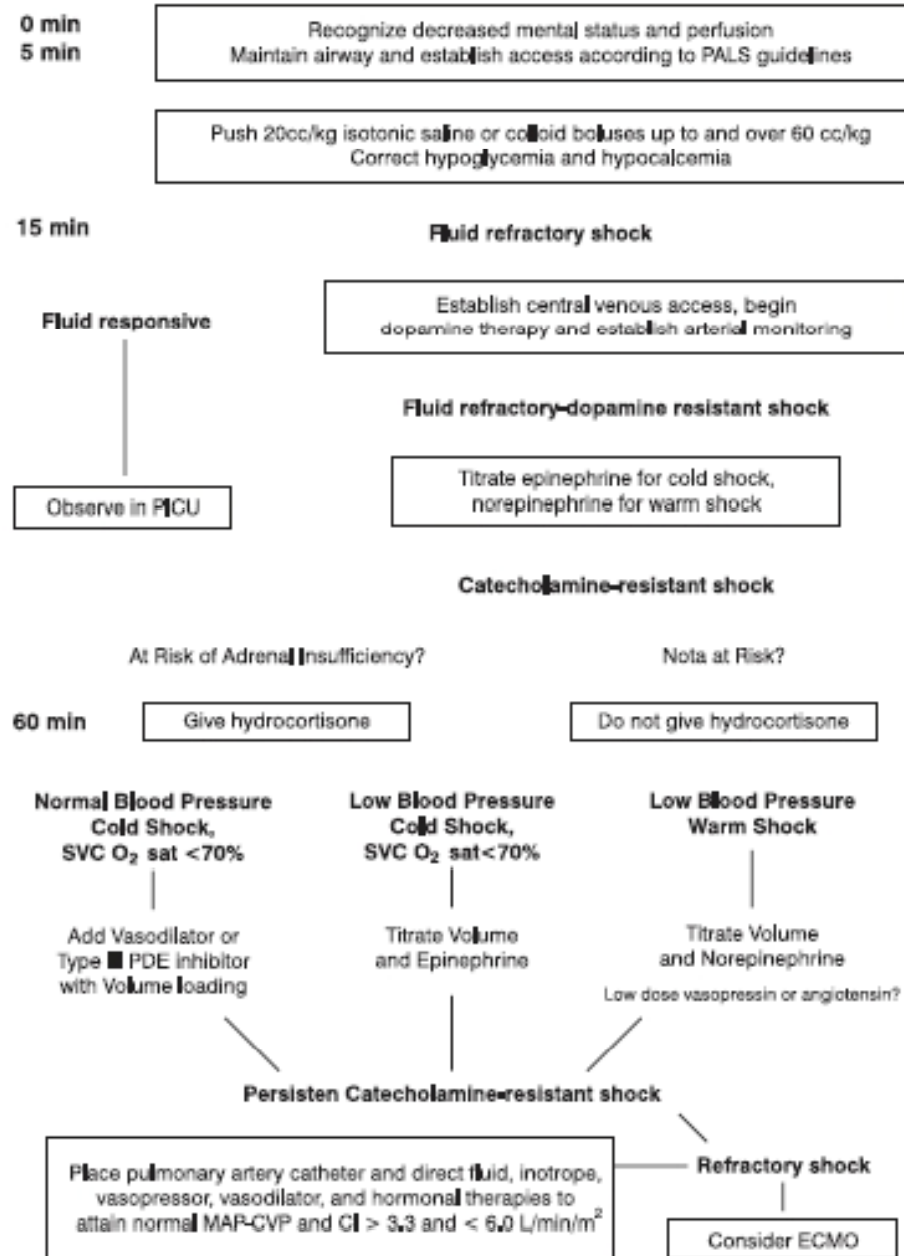 0 min
5 min
Recognize decreased mental status and perfusion
Maintain airway and establish access according to PALS guidelines
Push 20cc/kg isotonic saline or colloid boluses up to and over 60 cc/kg
Correct hypoglycemia and hypocalcemia
15 min
Fluid refractory shock
Fluid responsive
Establish central venous access, begin
dopamine therapy and establish arterial monitoring
Fluid refractory-dopamine resistant shock
Observe in PICU
Titrate epinephrine for cold shock,
norepinephrine for warm shock
Catecholamine-resistant shock
At Risk of Adrenal Insufficiency?
Nota at Risk?
60 min
Give hydrocortisone
Do not give hydrocortisone
Normal Blood Pressure
Cold Shock,
SVC O₂ sat <70%
Low Blood Pressure
Cold Shock,
SVC O₂ sat<70%
Low Blood Pressure
Warm Shock
Add Vasodilator or
Type PDE inhibitor
with Volume loading
Titrate Volume
and Epinephrine
Titrate Volume
and Norepinephrine
Low dose vasopressin or angiotensin?
Persisten Catecholamine-resistant shock
Place pulmonary artery catheter and direct fluid, inotrope,
vasopressor, vasodilator, and hormonal therapies to
attain normal MAP-CVP and CI > 3.3 and < 6.0 L/min/m²
Refractory shock
Consider ECMO